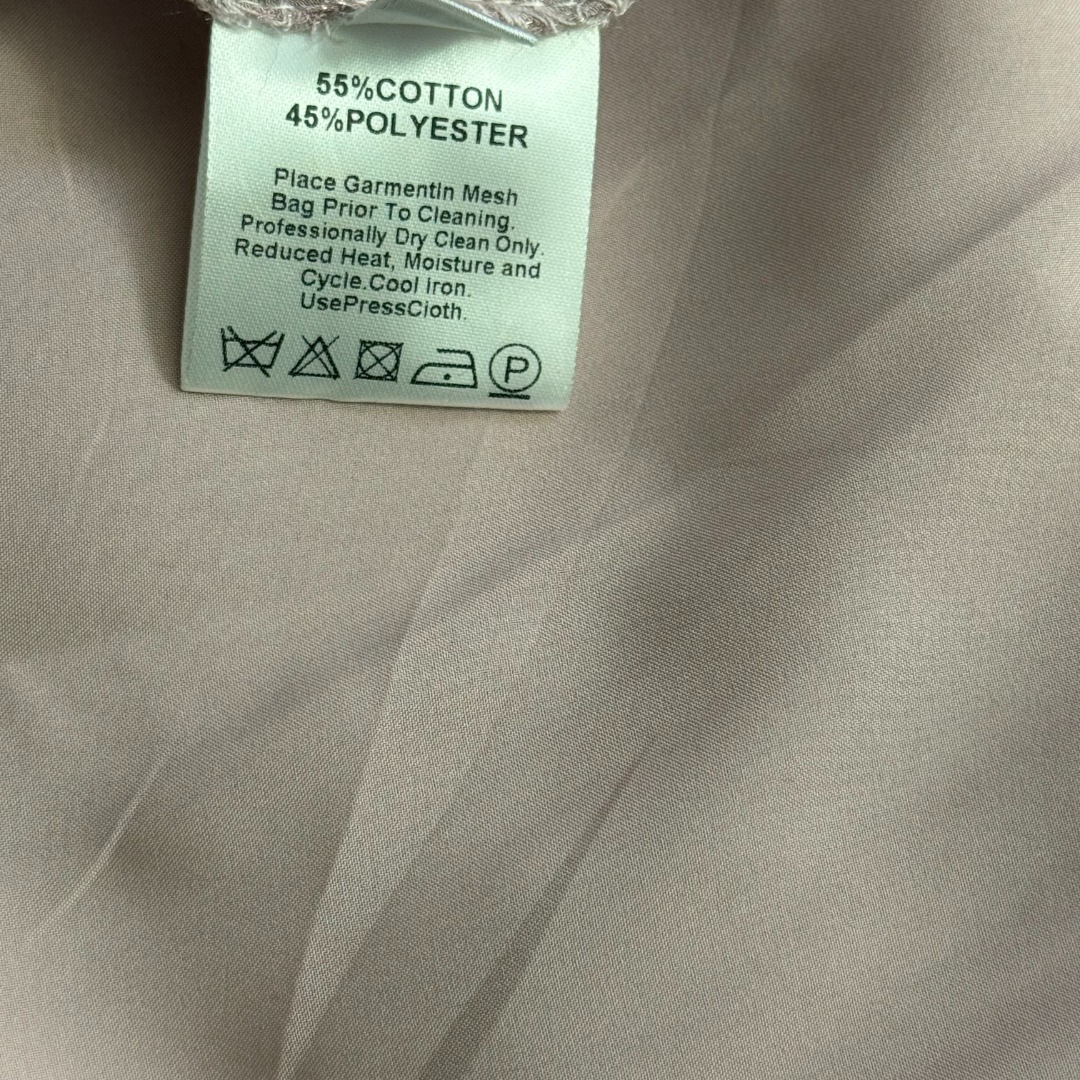 55%COTTON
45%POLYESTER
Place GarmentIn Mesh
Bag Prior To Cleaning.
Professionally Dry Clean Only.
Reduced Heat, Moisture and
Cycle.Cool Iron.
UsePressCloth.
P